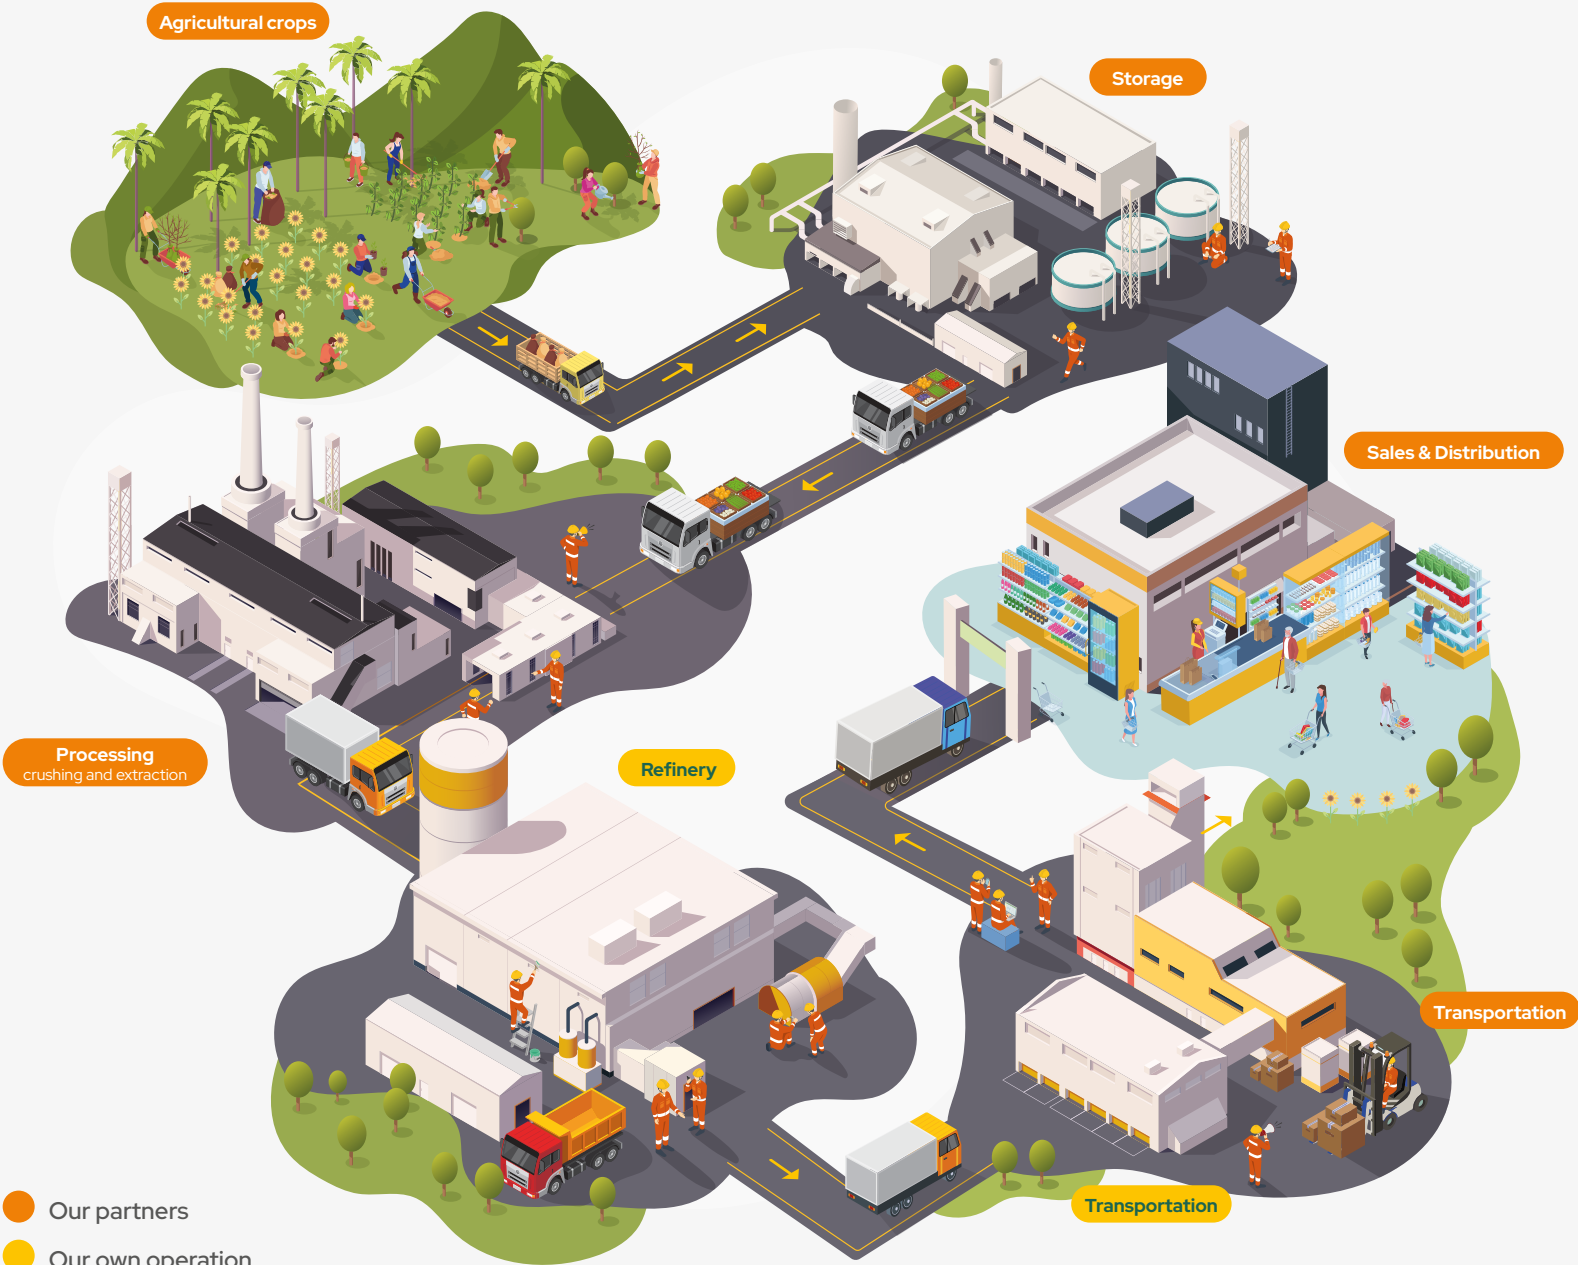 Agricultural crops
Storage
Sales & Distribution
Processing
crushing and extraction
Refinery
Transportation
Transportation
Our partners
Our own operation